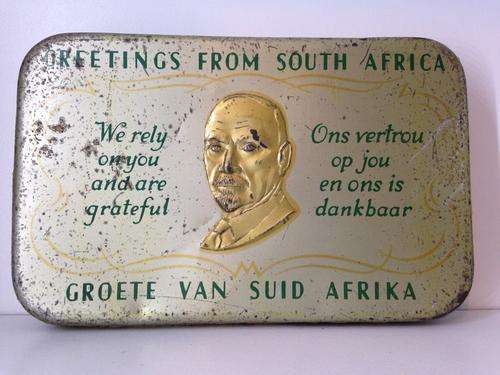 GREETINGS FROM SOUTH AFRICA
We rely
on you
and are
grateful
Ons vertrou
op jou
en ons is
dankbaar
GROETE VAN SUID AFRIKA